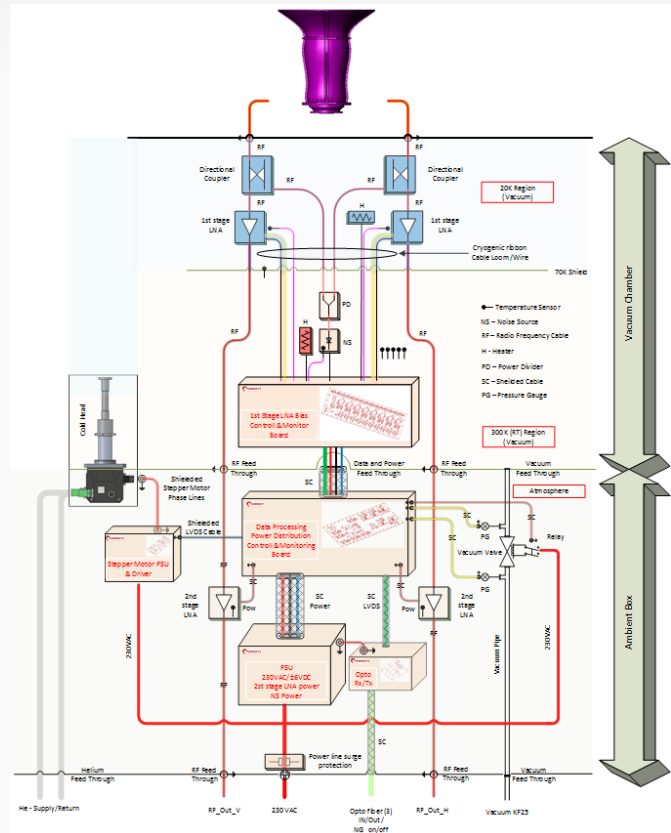 RF
RF
Directional
Coupler
Directional
Coupler
20K Region
(Vacuum)
RF
RF
H
1st stage
LNA
1st stage
LNA
Cryogenic ribbon
Cable Loom /Wire
70K Shield
Vacuum Chamber
RF
PD
RF
H
NS
Temperature Sensor
NS – Noise Source
RF – Radio Frequency Cable
H - Heater
PD – Power Divider
SC – Shielded Cable
PG – Pressure Gauge
Cold Head
1st Stage LNA Bias
Controll & Monitor
Board
300K (RT) Region
(Vacuum)
RF Feed
Through
SC
Data and Power
Feed Through
RF Feed
Through
Vacuum
Feed Through
Shielded
Stepper Motor
Phase Lines
Atmosphere
Shielded
LVDS Cable
Data Processing
Power Distribution
Controll & Monitoring
Board
SC
PG
SC
Relay
Vacuum Valve
SC
PG
Stepper Motor PSU
& Driver
SC
SC
2nd
stage
LNA
Pow
SC
Power
SC
LVDS
Pow
2nd
stage
LNA
Ambient Box
230VAC
RF
PSU
230VAC/±6VDC
21st stage LNA power
NS Power
Opto
Rx/Tx
RF
Vacuum Pipe
230VAC
SC
Power line surge
protection
Helium
Feed Through
RF Feed
Through
RF Feed
Through
Vacuum
Feed Through
He - Supply/Return
RF_Out_V
230 VAC
Opto fiber (3)
IN/Out /
NG on/off
RF_Out_H
Vacuum KF25